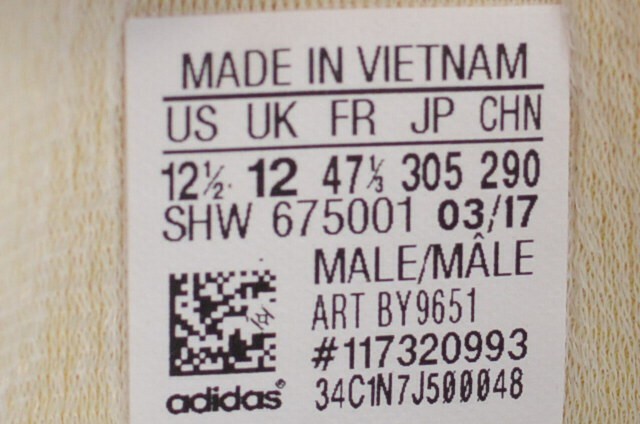 MADE IN VIETNAM
US UK FR JP CHN
12½ 12 47⅓ 305 290
SHW 675001 03/17
MALE/MÂLE
ART BY9651
#117320993
34C1N7J500048
adidas®